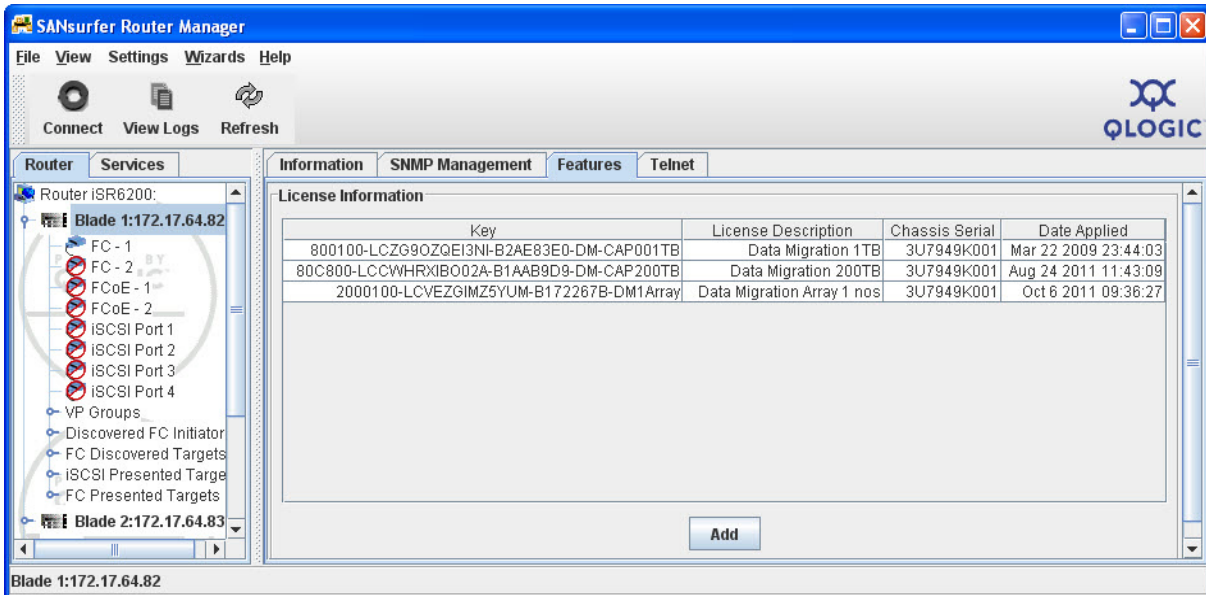 SANsurfer Router Manager
File View Settings Wizards Help
Connect View Logs Refresh
QLOGIC
Router Services
Information SNMP Management Features Telnet
Router iSR6200:
Blade 1:172.17.64.82
FC - 1
FC - 2
FCoE - 1
FCoE - 2
iSCSI Port 1
iSCSI Port 2
iSCSI Port 3
iSCSI Port 4
VP Groups
Discovered FC Initiator
FC Discovered Targets
iSCSI Presented Targe
FC Presented Targets
Blade 2:172.17.64.83
License Information
Key License Description Chassis Serial Date Applied
800100-LCZG9OZQEI3NI-B2AE83E0-DM-CAP001TB Data Migration 1TB 3U7949K001 Mar 22 2009 23:44:03
80C800-LCCWHRXIBO02A-B1AAB9D9-DM-CAP200TB Data Migration 200TB 3U7949K001 Aug 24 2011 11:43:09
2000100-LCVEZGIMZ5YUM-B172267B-DM1Array Data Migration Array 1 nos 3U7949K001 Oct 6 2011 09:36:27
Add
Blade 1:172.17.64.82